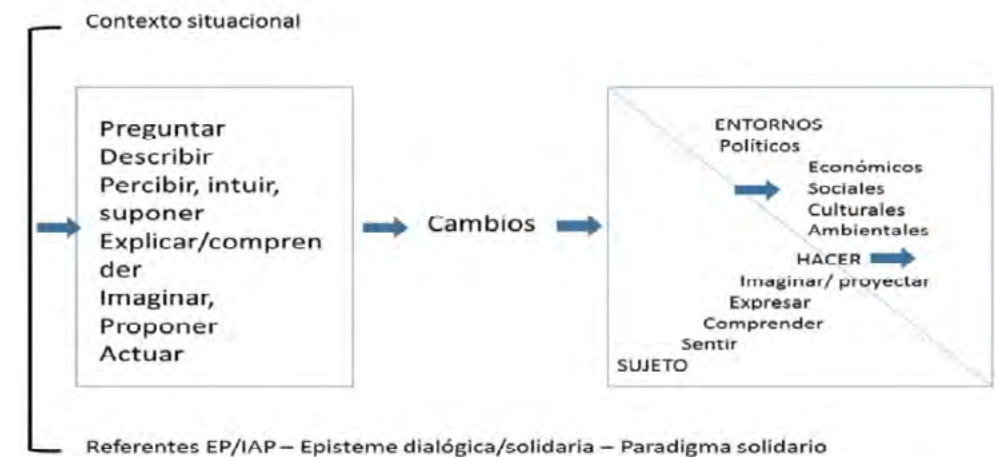 Contexto situacional
Preguntar
Describir
Percibir, intuir,
suponer
Explicar/compren
der
Imaginar,
Proponer
Actuar
Cambios
ENTORNOS
Políticos
Económicos
Sociales
Culturales
Ambientales
HACER
Imaginar/ proyectar
Expresar
Comprender
Sentir
SUJETO
Referentes EP/IAP – Episteme dialógica/solidaria – Paradigma solidario